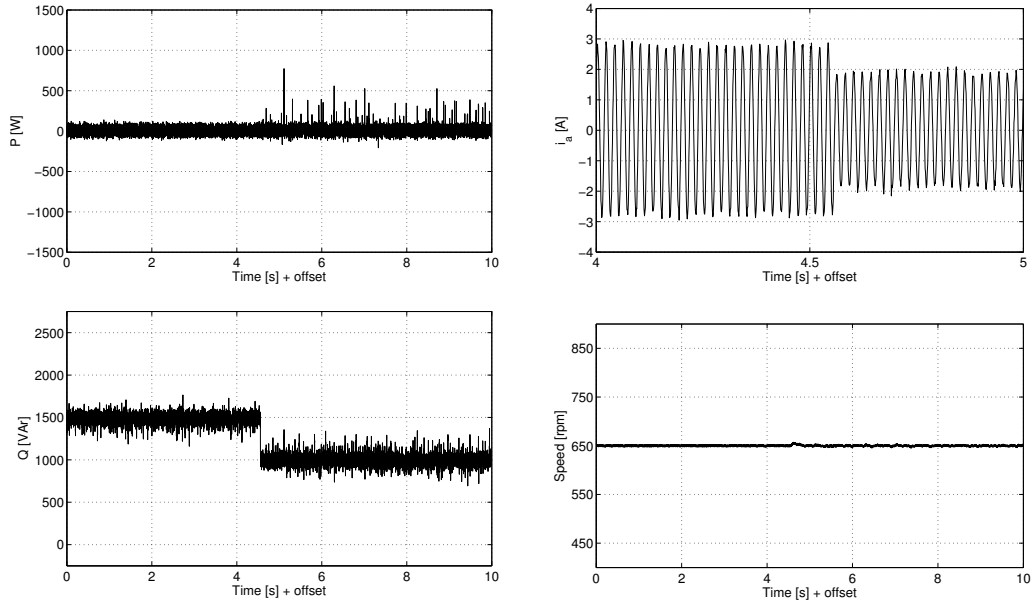 1500
1000
500
0
−500
−1000
−1500
P [W]
0 2 4 6 8 10
Time [s] + offset
4
3
2
1
0
−1
−2
−3
−4
i_a [A]
4 4.5 5
Time [s] + offset
2500
2000
1500
1000
500
0
Q [VAr]
0 2 4 6 8 10
Time [s] + offset
850
750
650
550
450
Speed [rpm]
0 2 4 6 8 10
Time [s] + offset